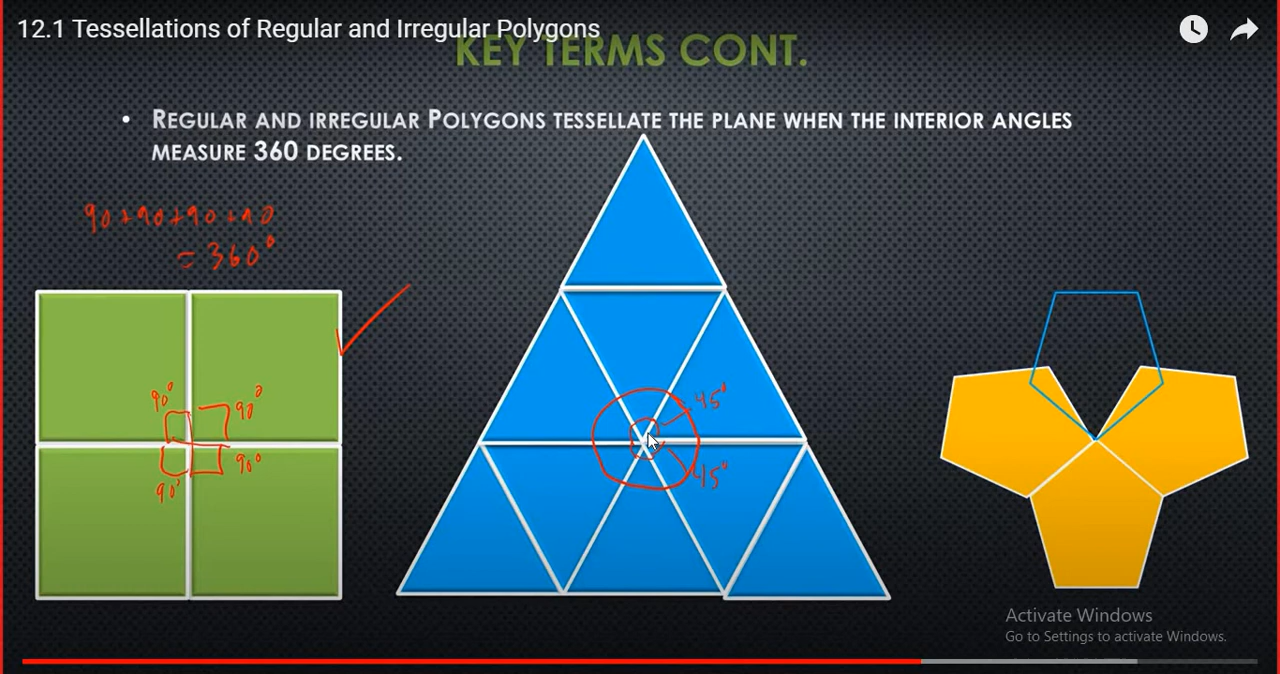 12.1 Tessellations of Regular and Irregular Polygons
KEY TERMS CONT.
• REGULAR AND IRREGULAR POLYGONS TESSELLATE THE PLANE WHEN THE INTERIOR ANGLES
MEASURE 360 DEGREES.
90+90+90+90
= 360°
90°
90°
90°
90°
45°
45°
Activate Windows
Go to Settings to activate Windows.